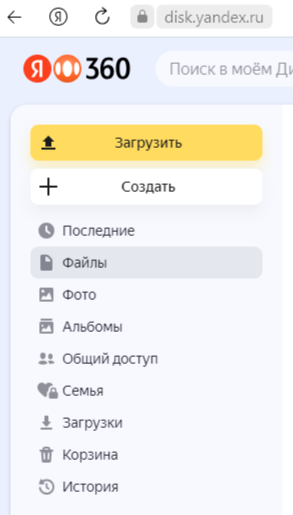 disk.yandex.ru
Я 360
Поиск в моём Ди
Загрузить
Создать
Последние
Файлы
Фото
Альбомы
Общий доступ
Семья
Загрузки
Корзина
История